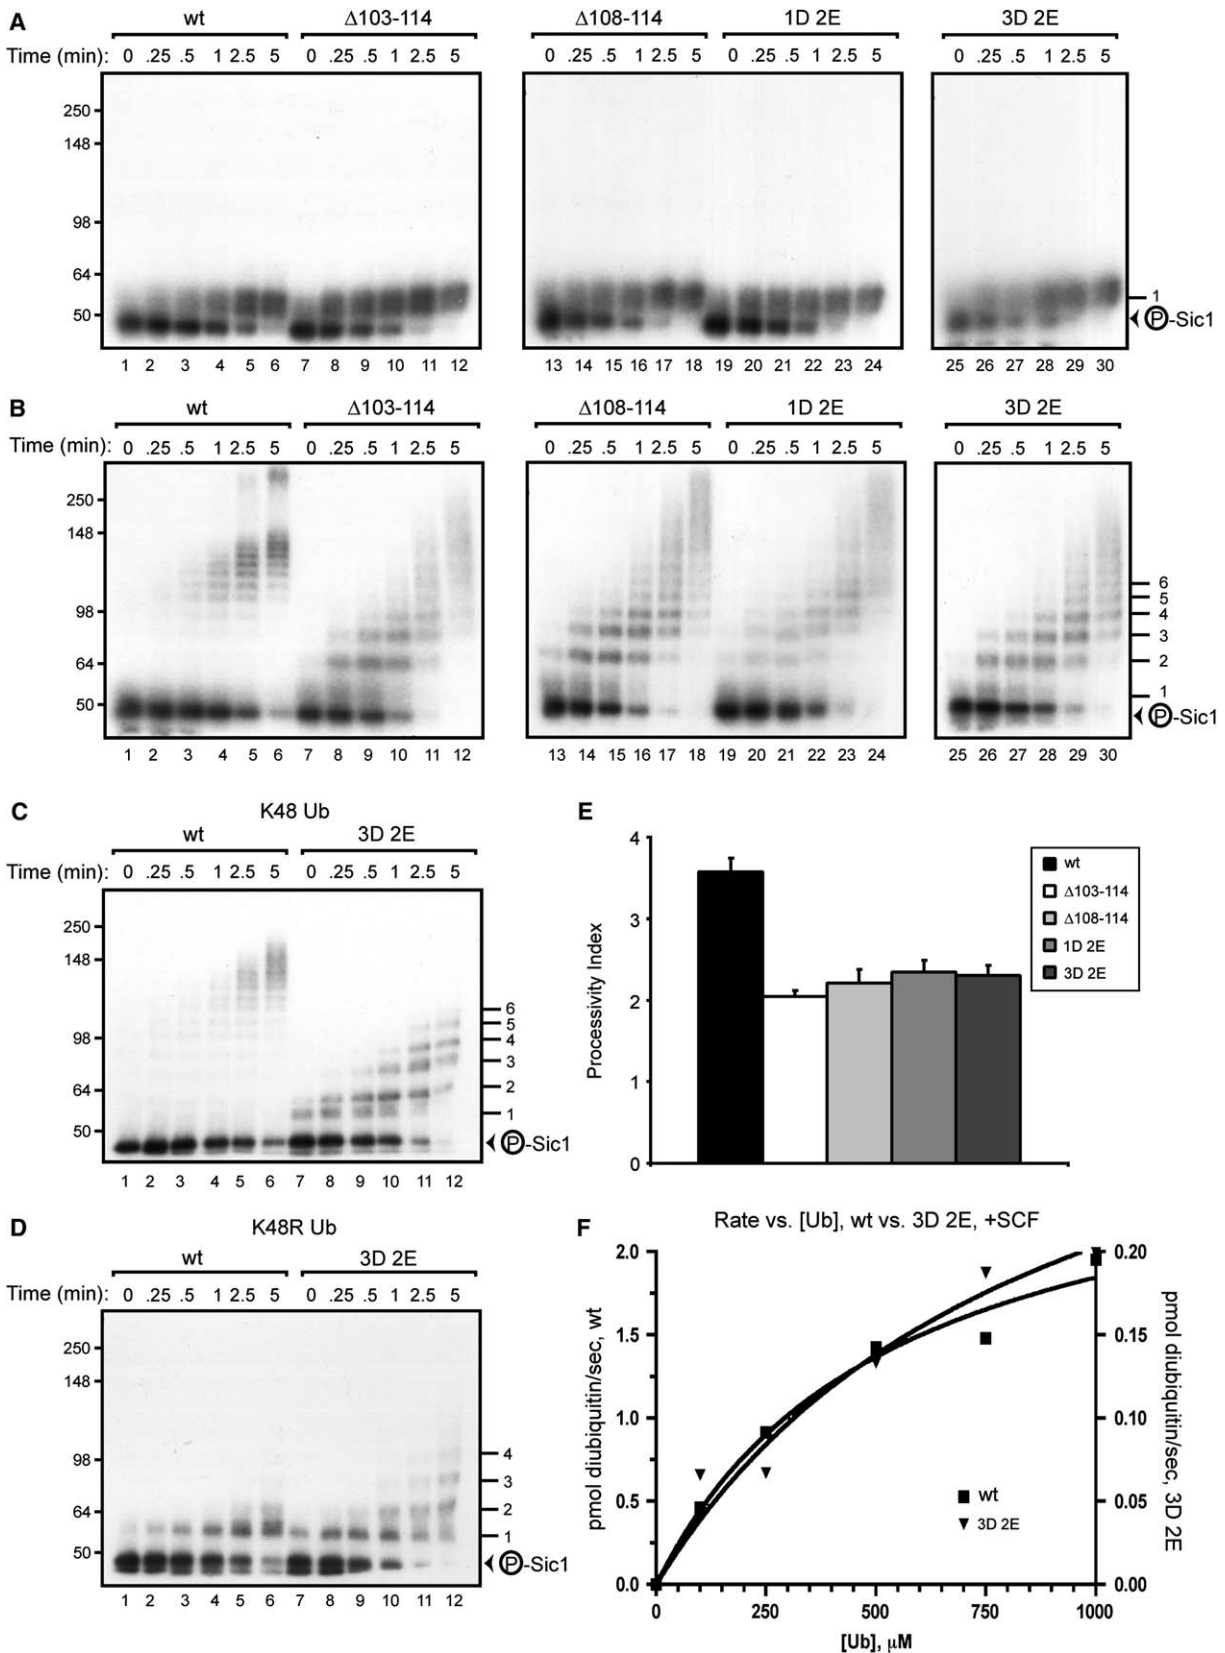 A
wt Δ103-114 Δ108-114 1D 2E 3D 2E
Time (min): 0 .25 .5 1 2.5 5 0 .25 .5 1 2.5 5 0 .25 .5 1 2.5 5 0 .25 .5 1 2.5 5 0 .25 .5 1 2.5 5
250
148
98
64
50
1
P-Sic1
1 2 3 4 5 6 7 8 9 10 11 12 13 14 15 16 17 18 19 20 21 22 23 24 25 26 27 28 29 30
B
wt Δ103-114 Δ108-114 1D 2E 3D 2E
Time (min): 0 .25 .5 1 2.5 5 0 .25 .5 1 2.5 5 0 .25 .5 1 2.5 5 0 .25 .5 1 2.5 5 0 .25 .5 1 2.5 5
250
148
98
64
50
6
5
4
3
2
1
P-Sic1
1 2 3 4 5 6 7 8 9 10 11 12 13 14 15 16 17 18 19 20 21 22 23 24 25 26 27 28 29 30
C
K48 Ub
wt 3D 2E
Time (min): 0 .25 .5 1 2.5 5 0 .25 .5 1 2.5 5
250
148
98
64
50
6
5
4
3
2
1
P-Sic1
1 2 3 4 5 6 7 8 9 10 11 12
D
K48R Ub
wt 3D 2E
Time (min): 0 .25 .5 1 2.5 5 0 .25 .5 1 2.5 5
250
148
98
64
50
4
3
2
1
P-Sic1
1 2 3 4 5 6 7 8 9 10 11 12
E
Processivity Index
4
3
2
1
0
wt
Δ103-114
Δ108-114
1D 2E
3D 2E
F
Rate vs. [Ub], wt vs. 3D 2E, +SCF
pmol diubiquitin/sec, wt
2.0
1.5
1.0
0.5
0.0
0.20
0.15
0.10
0.05
0.00
pmol diubiquitin/sec, 3D 2E
wt
3D 2E
0 250 500 750 1000
[Ub], μM